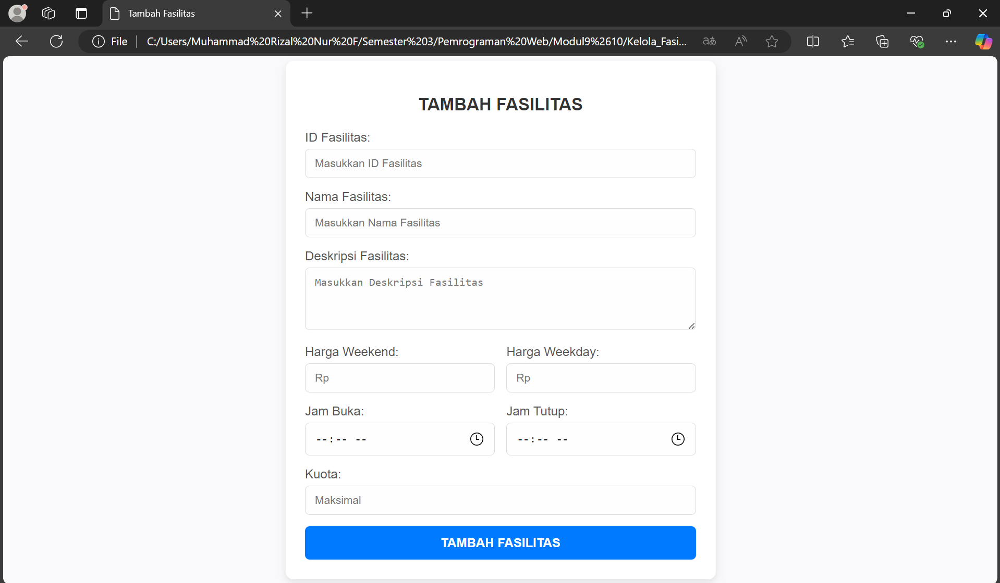 Tambah Fasilitas
File
C:/Users/Muhammad%20Rizal%20Nur%20F/Semester%203/Pemrograman%20Web/Modul9%2610/Kelola_Fasi...
TAMBAH FASILITAS
ID Fasilitas:
Masukkan ID Fasilitas
Nama Fasilitas:
Masukkan Nama Fasilitas
Deskripsi Fasilitas:
Masukkan Deskripsi Fasilitas
Harga Weekend: Harga Weekday:
Rp Rp
Jam Buka: Jam Tutup:
--:-- -- --:-- --
Kuota:
Maksimal
TAMBAH FASILITAS